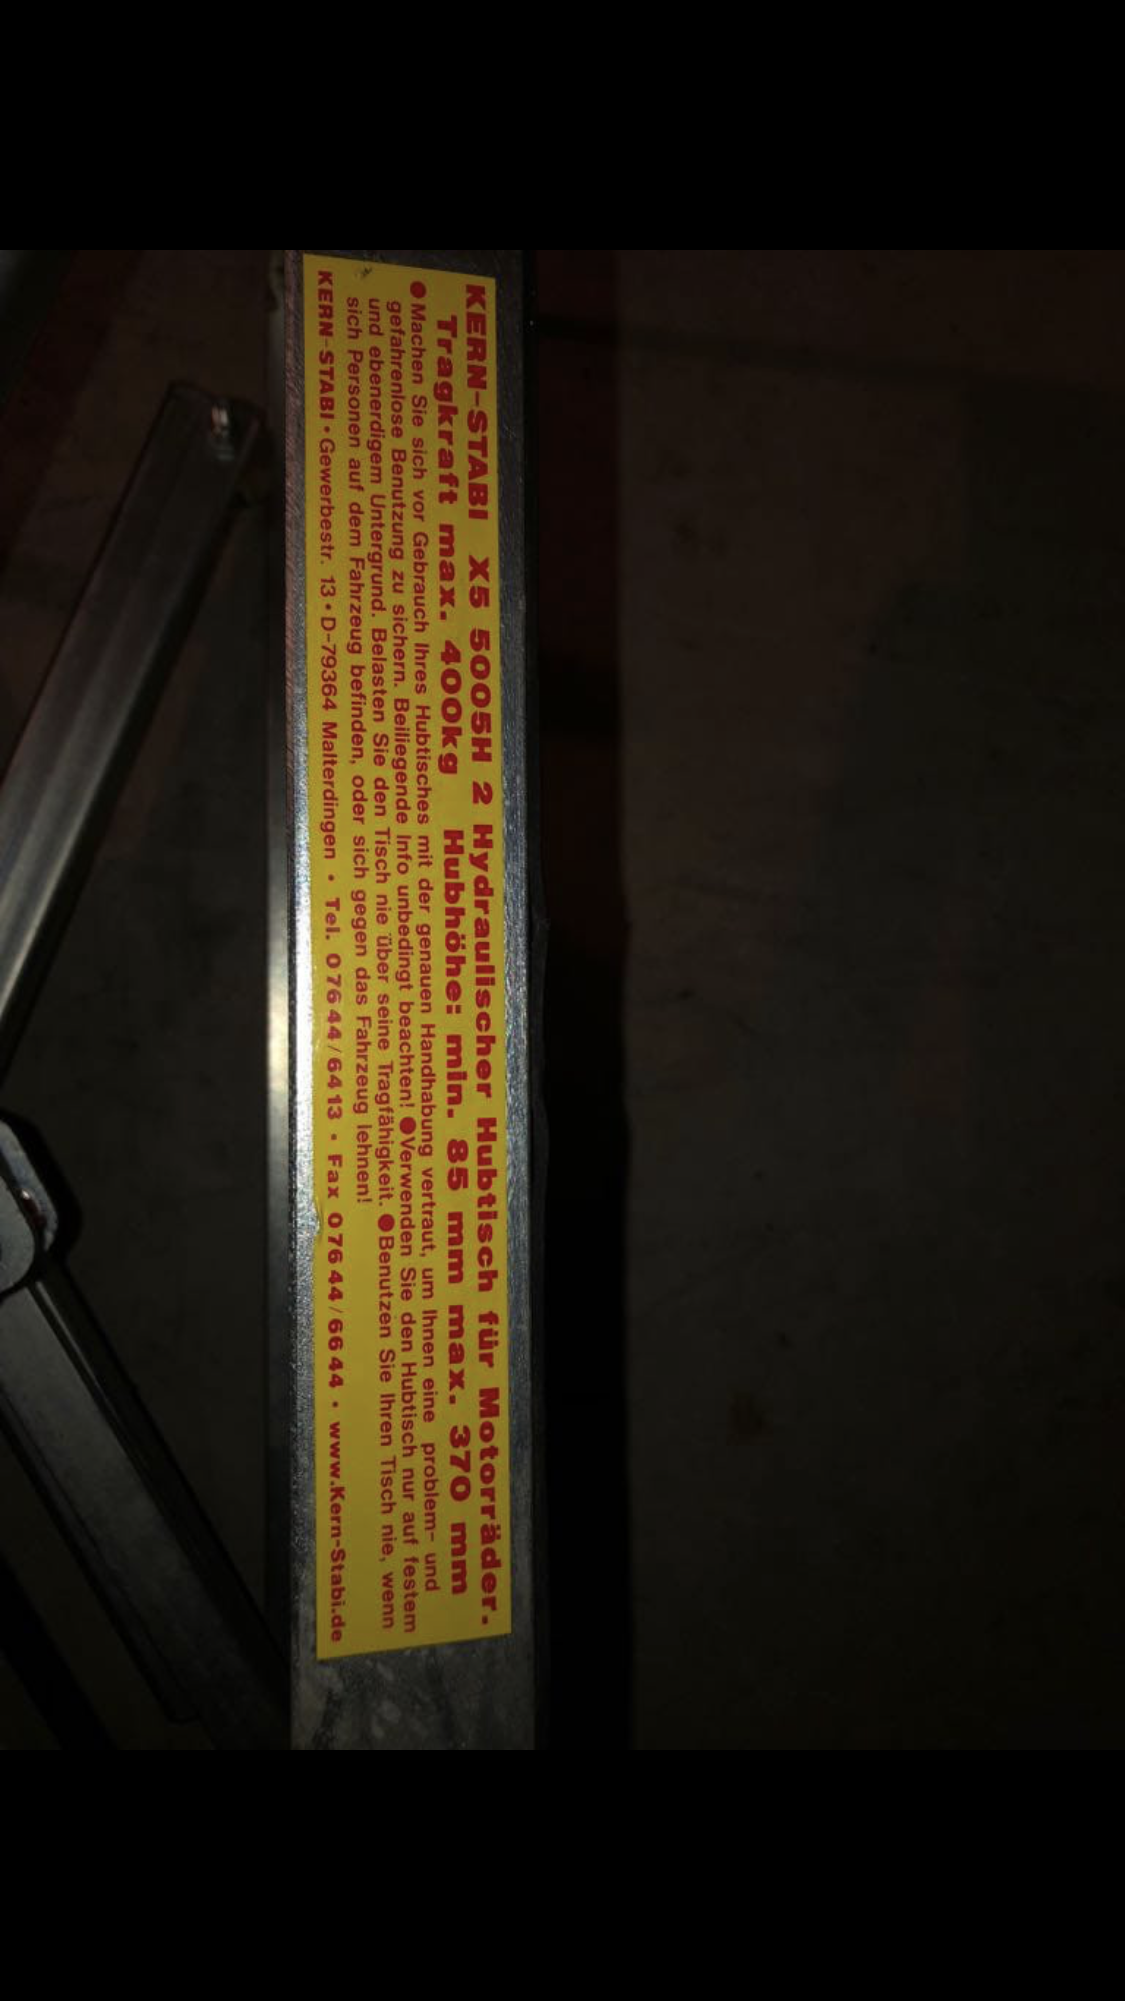 KERN-STABI X5 5005H 2 Hydraulischer Hubtisch für Motorräder.
Tragkraft max. 400kg Hubhöhe: min. 85 mm max. 370 mm
●Machen Sie sich vor Gebrauch Ihres Hubtisches mit der genauen Handhabung vertraut, um Ihnen eine problem- und
gefahrenlose Benutzung zu sichern. Beiliegende Info unbedingt beachten! ●Verwenden Sie den Hubtisch nur auf festem
und ebenerdigem Untergrund. Belasten Sie den Tisch nie über seine Tragfähigkeit. ●Benutzen Sie Ihren Tisch nie, wenn
sich Personen auf dem Fahrzeug befinden, oder sich gegen das Fahrzeug lehnen!
KERN-STABI · Gewerbestr. 13 · D-79364 Malterdingen · Tel. 07644/6413 · Fax 07644/6644 · www.Kern-Stabi.de